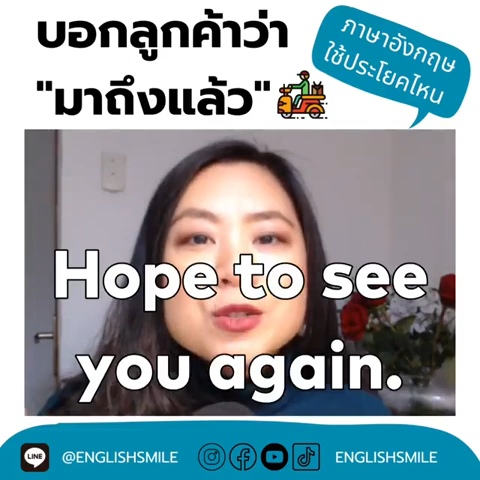 บอกลูกค้าว่า
"มาถึงแล้ว"
ภาษาอังกฤษ
ใช้ประโยคไหน
Hope to see
you again.
LINE @ENGLISHSMILE ENGLISHSMILE